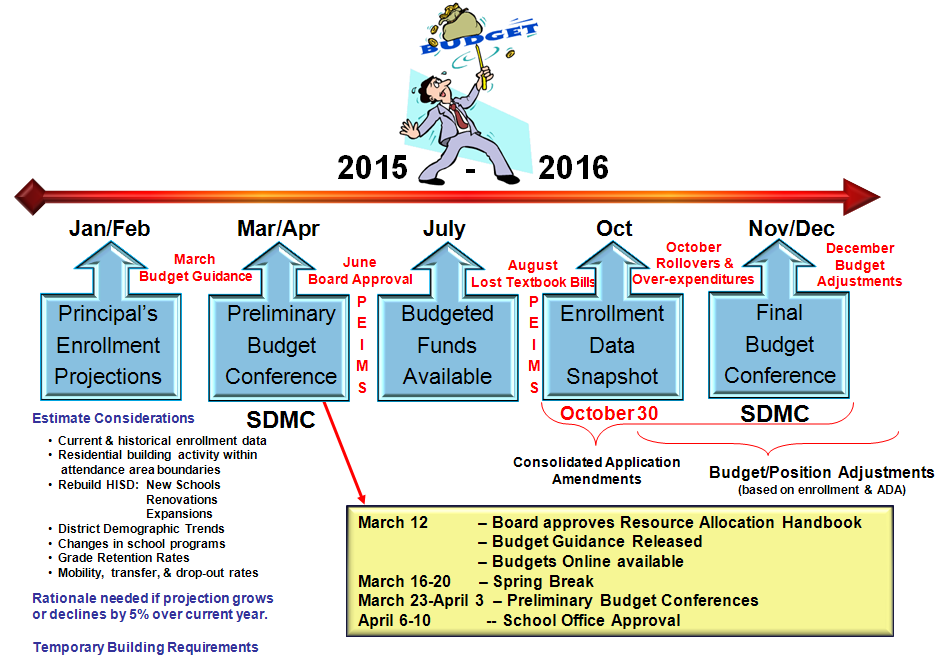 BUDGET
2015 - 2016
Jan/Feb
Mar/Apr
July
Oct
Nov/Dec
March
Budget Guidance
June
Board Approval
August
Lost Textbook Bills
October
Rollovers &
Over-expenditures
December
Budget
Adjustments
Principal's
Enrollment
Projections
Preliminary
Budget
Conference
P
E
I
M
S
Budgeted
Funds
Available
P
E
I
M
S
Enrollment
Data
Snapshot
Final
Budget
Conference
SDMC
October 30
SDMC
Estimate Considerations
• Current & historical enrollment data
• Residential building activity within
attendance area boundaries
• Rebuild HISD: New Schools
Renovations
Expansions
• District Demographic Trends
• Changes in school programs
• Grade Retention Rates
• Mobility, transfer, & drop-out rates
Rationale needed if projection grows
or declines by 5% over current year.
Temporary Building Requirements
Consolidated Application
Amendments
Budget/Position Adjustments
(based on enrollment & ADA)
March 12 – Board approves Resource Allocation Handbook
– Budget Guidance Released
– Budgets Online available
March 16-20 – Spring Break
March 23-April 3 – Preliminary Budget Conferences
April 6-10 -- School Office Approval